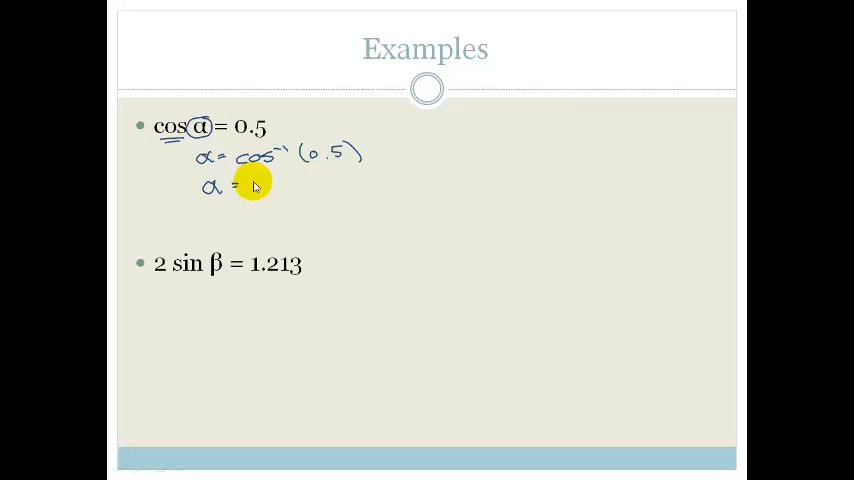 Examples
cos α = 0.5
α = cos⁻¹ (0.5)
α =
2 sin β = 1.213